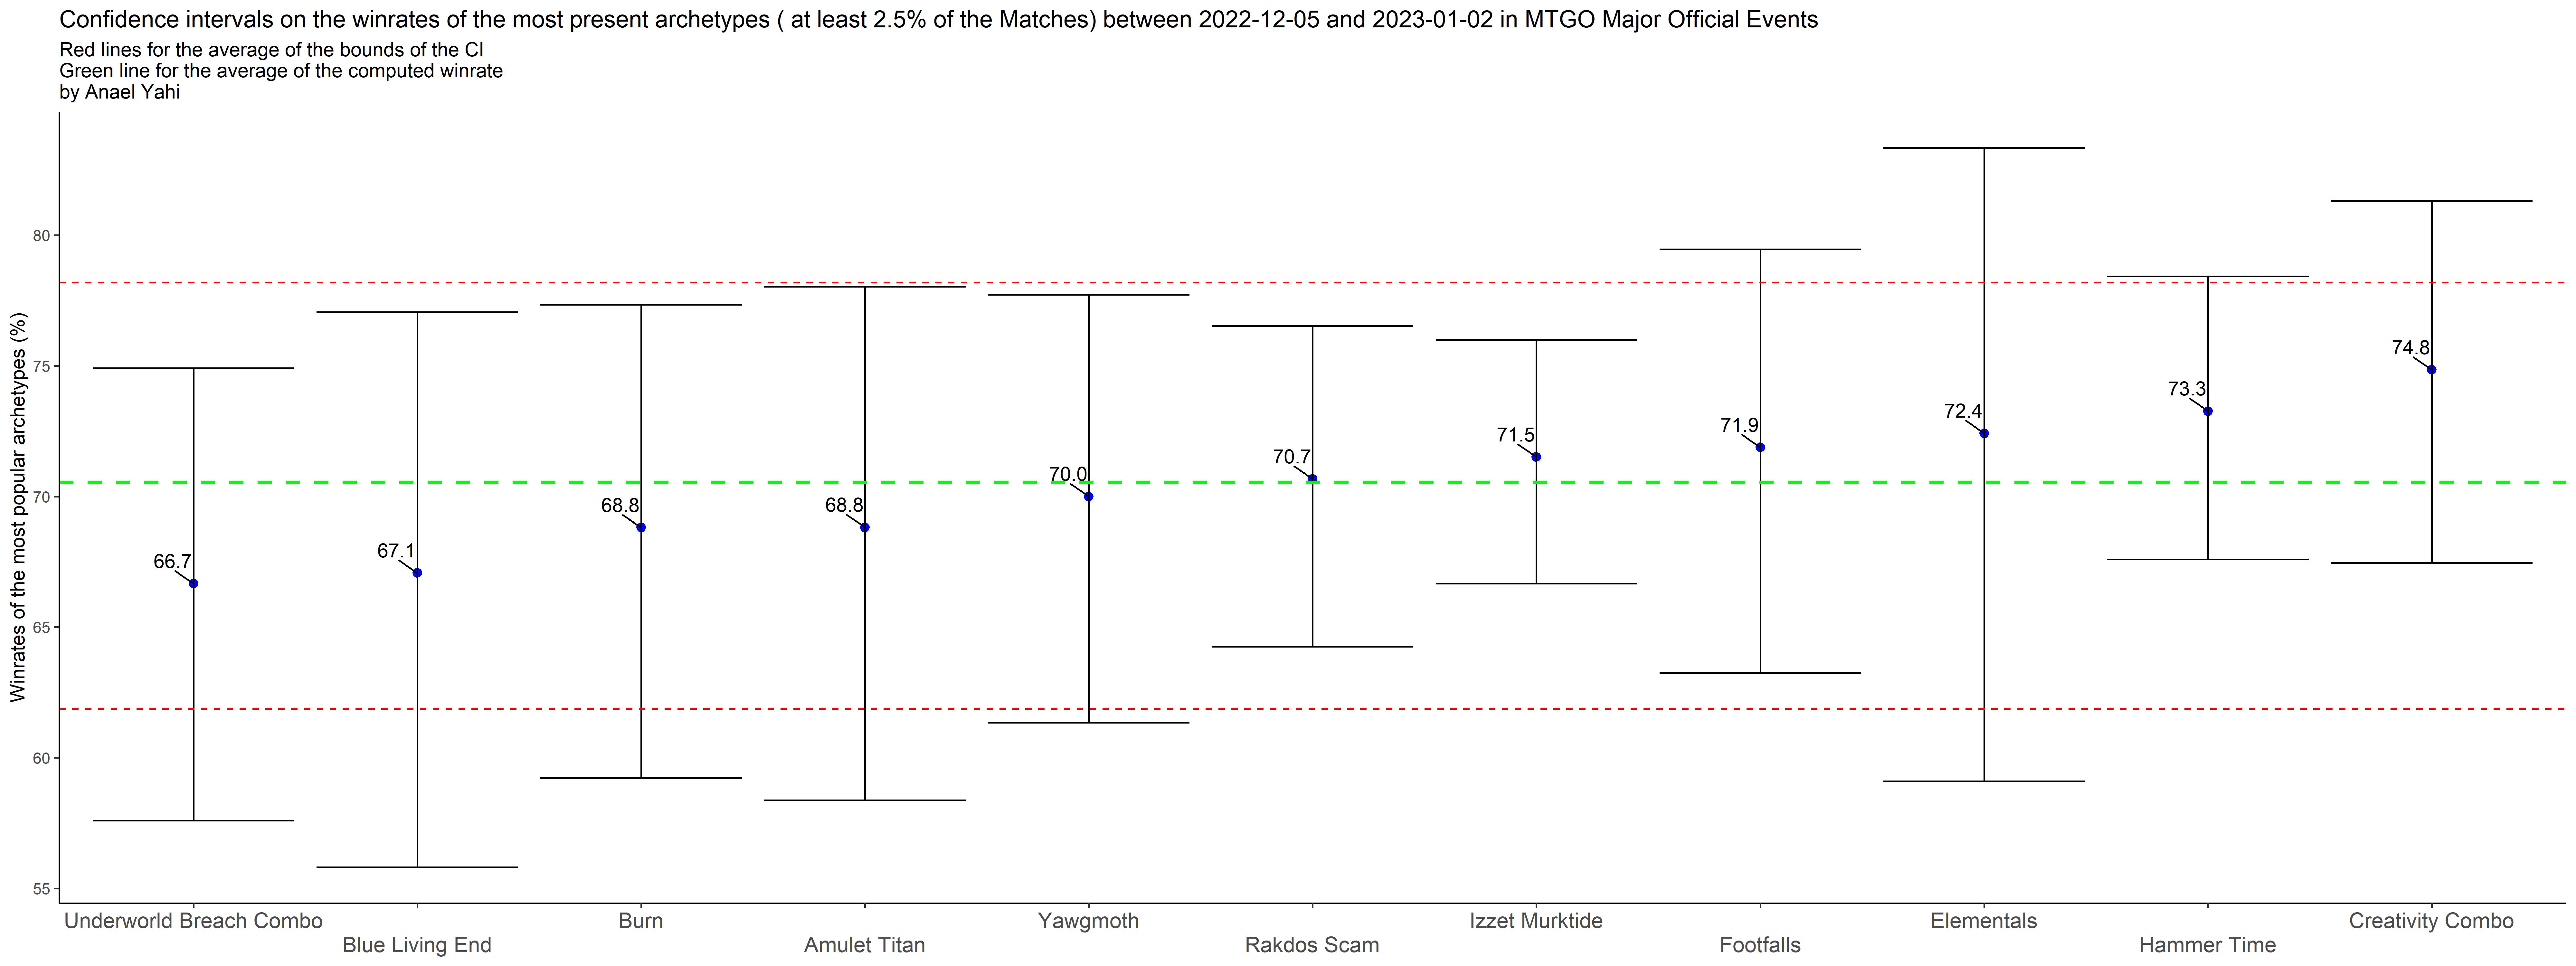 Confidence intervals on the winrates of the most present archetypes ( at least 2.5% of the Matches) between 2022-12-05 and 2023-01-02 in MTGO Major Official Events
Red lines for the average of the bounds of the CI
Green line for the average of the computed winrate
by Anael Yahi
Winrates of the most popular archetypes (%)
80
75
70
65
60
55
66.7
67.1
68.8
68.8
70.0
70.7
71.5
71.9
72.4
73.3
74.8
Underworld Breach Combo
Blue Living End
Burn
Amulet Titan
Yawgmoth
Rakdos Scam
Izzet Murktide
Footfalls
Elementals
Hammer Time
Creativity Combo